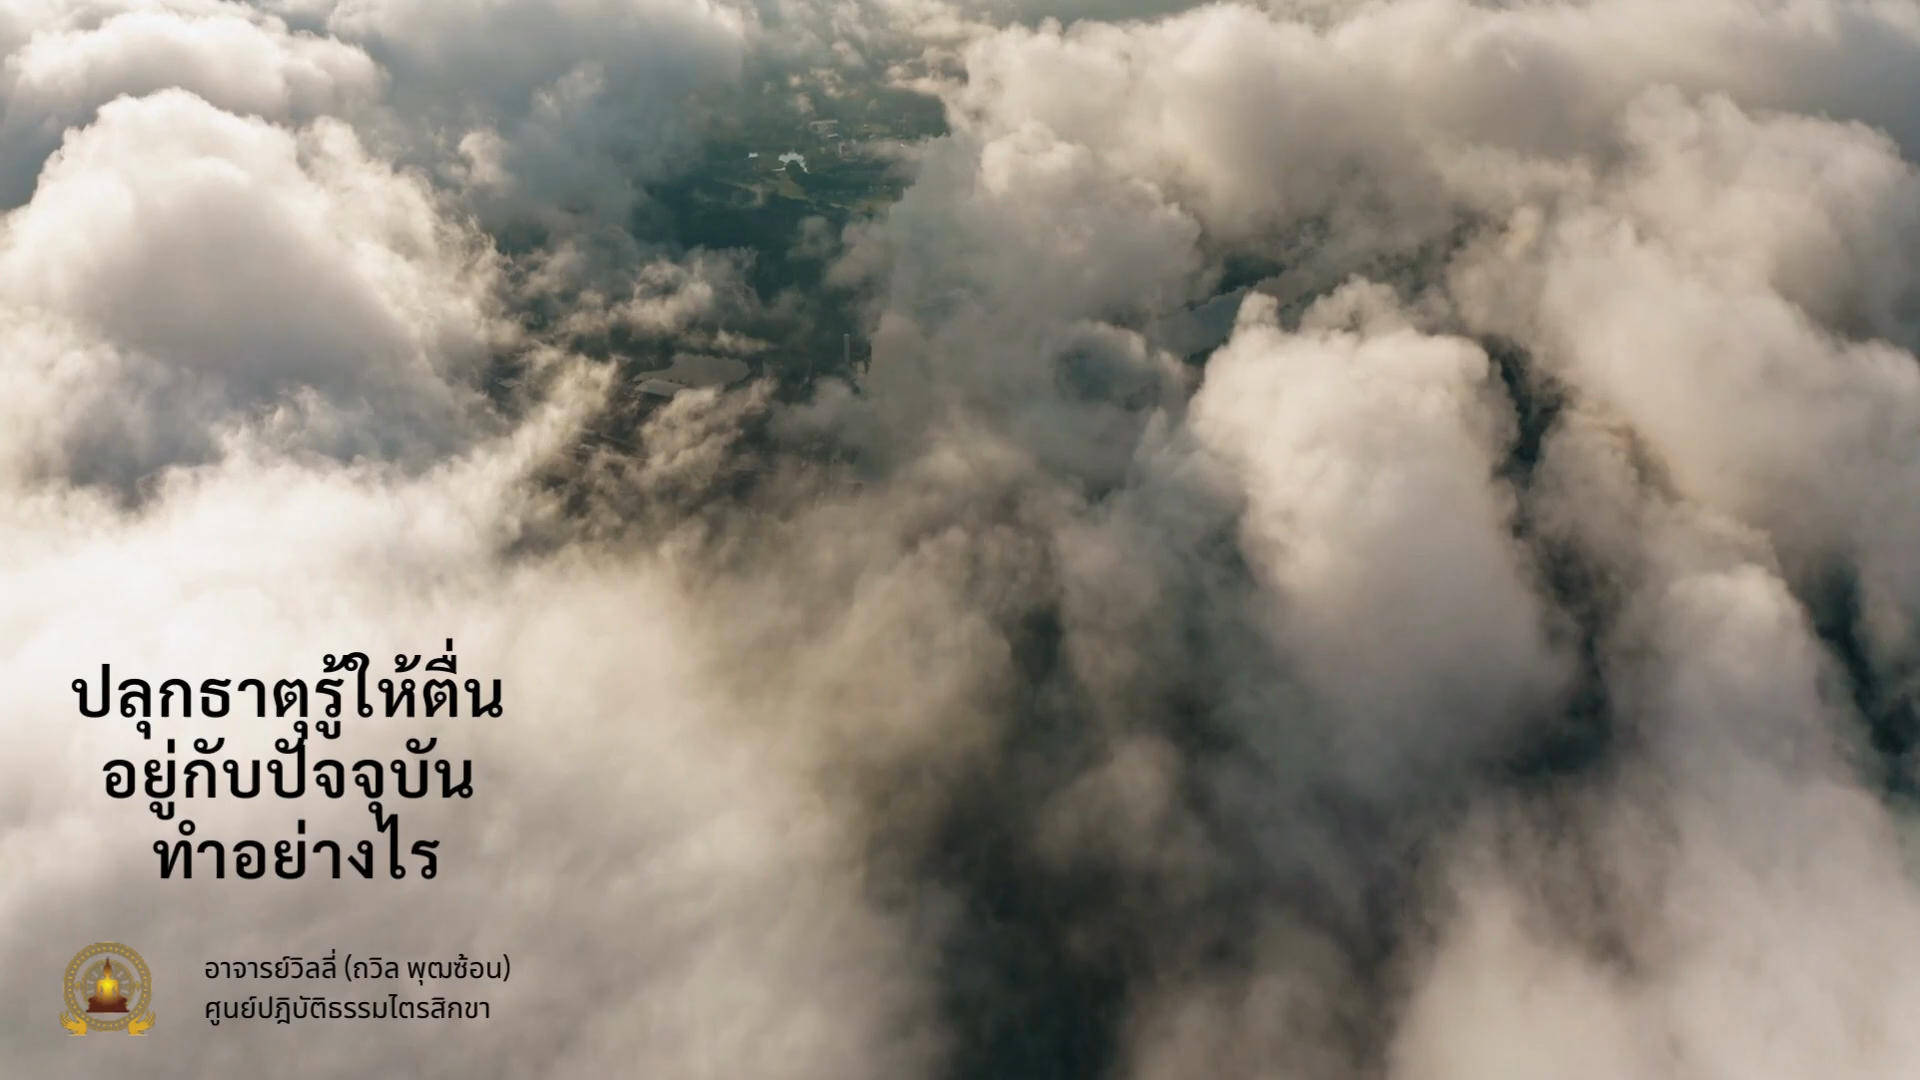 ปลุกธาตุรู้ให้ตื่น
อยู่กับปัจจุบัน
ทำอย่างไร
อาจารย์วิลลี่ (ถวิล พุฒซ้อน)
ศูนย์ปฎิบัติธรรมไตรสิกขา